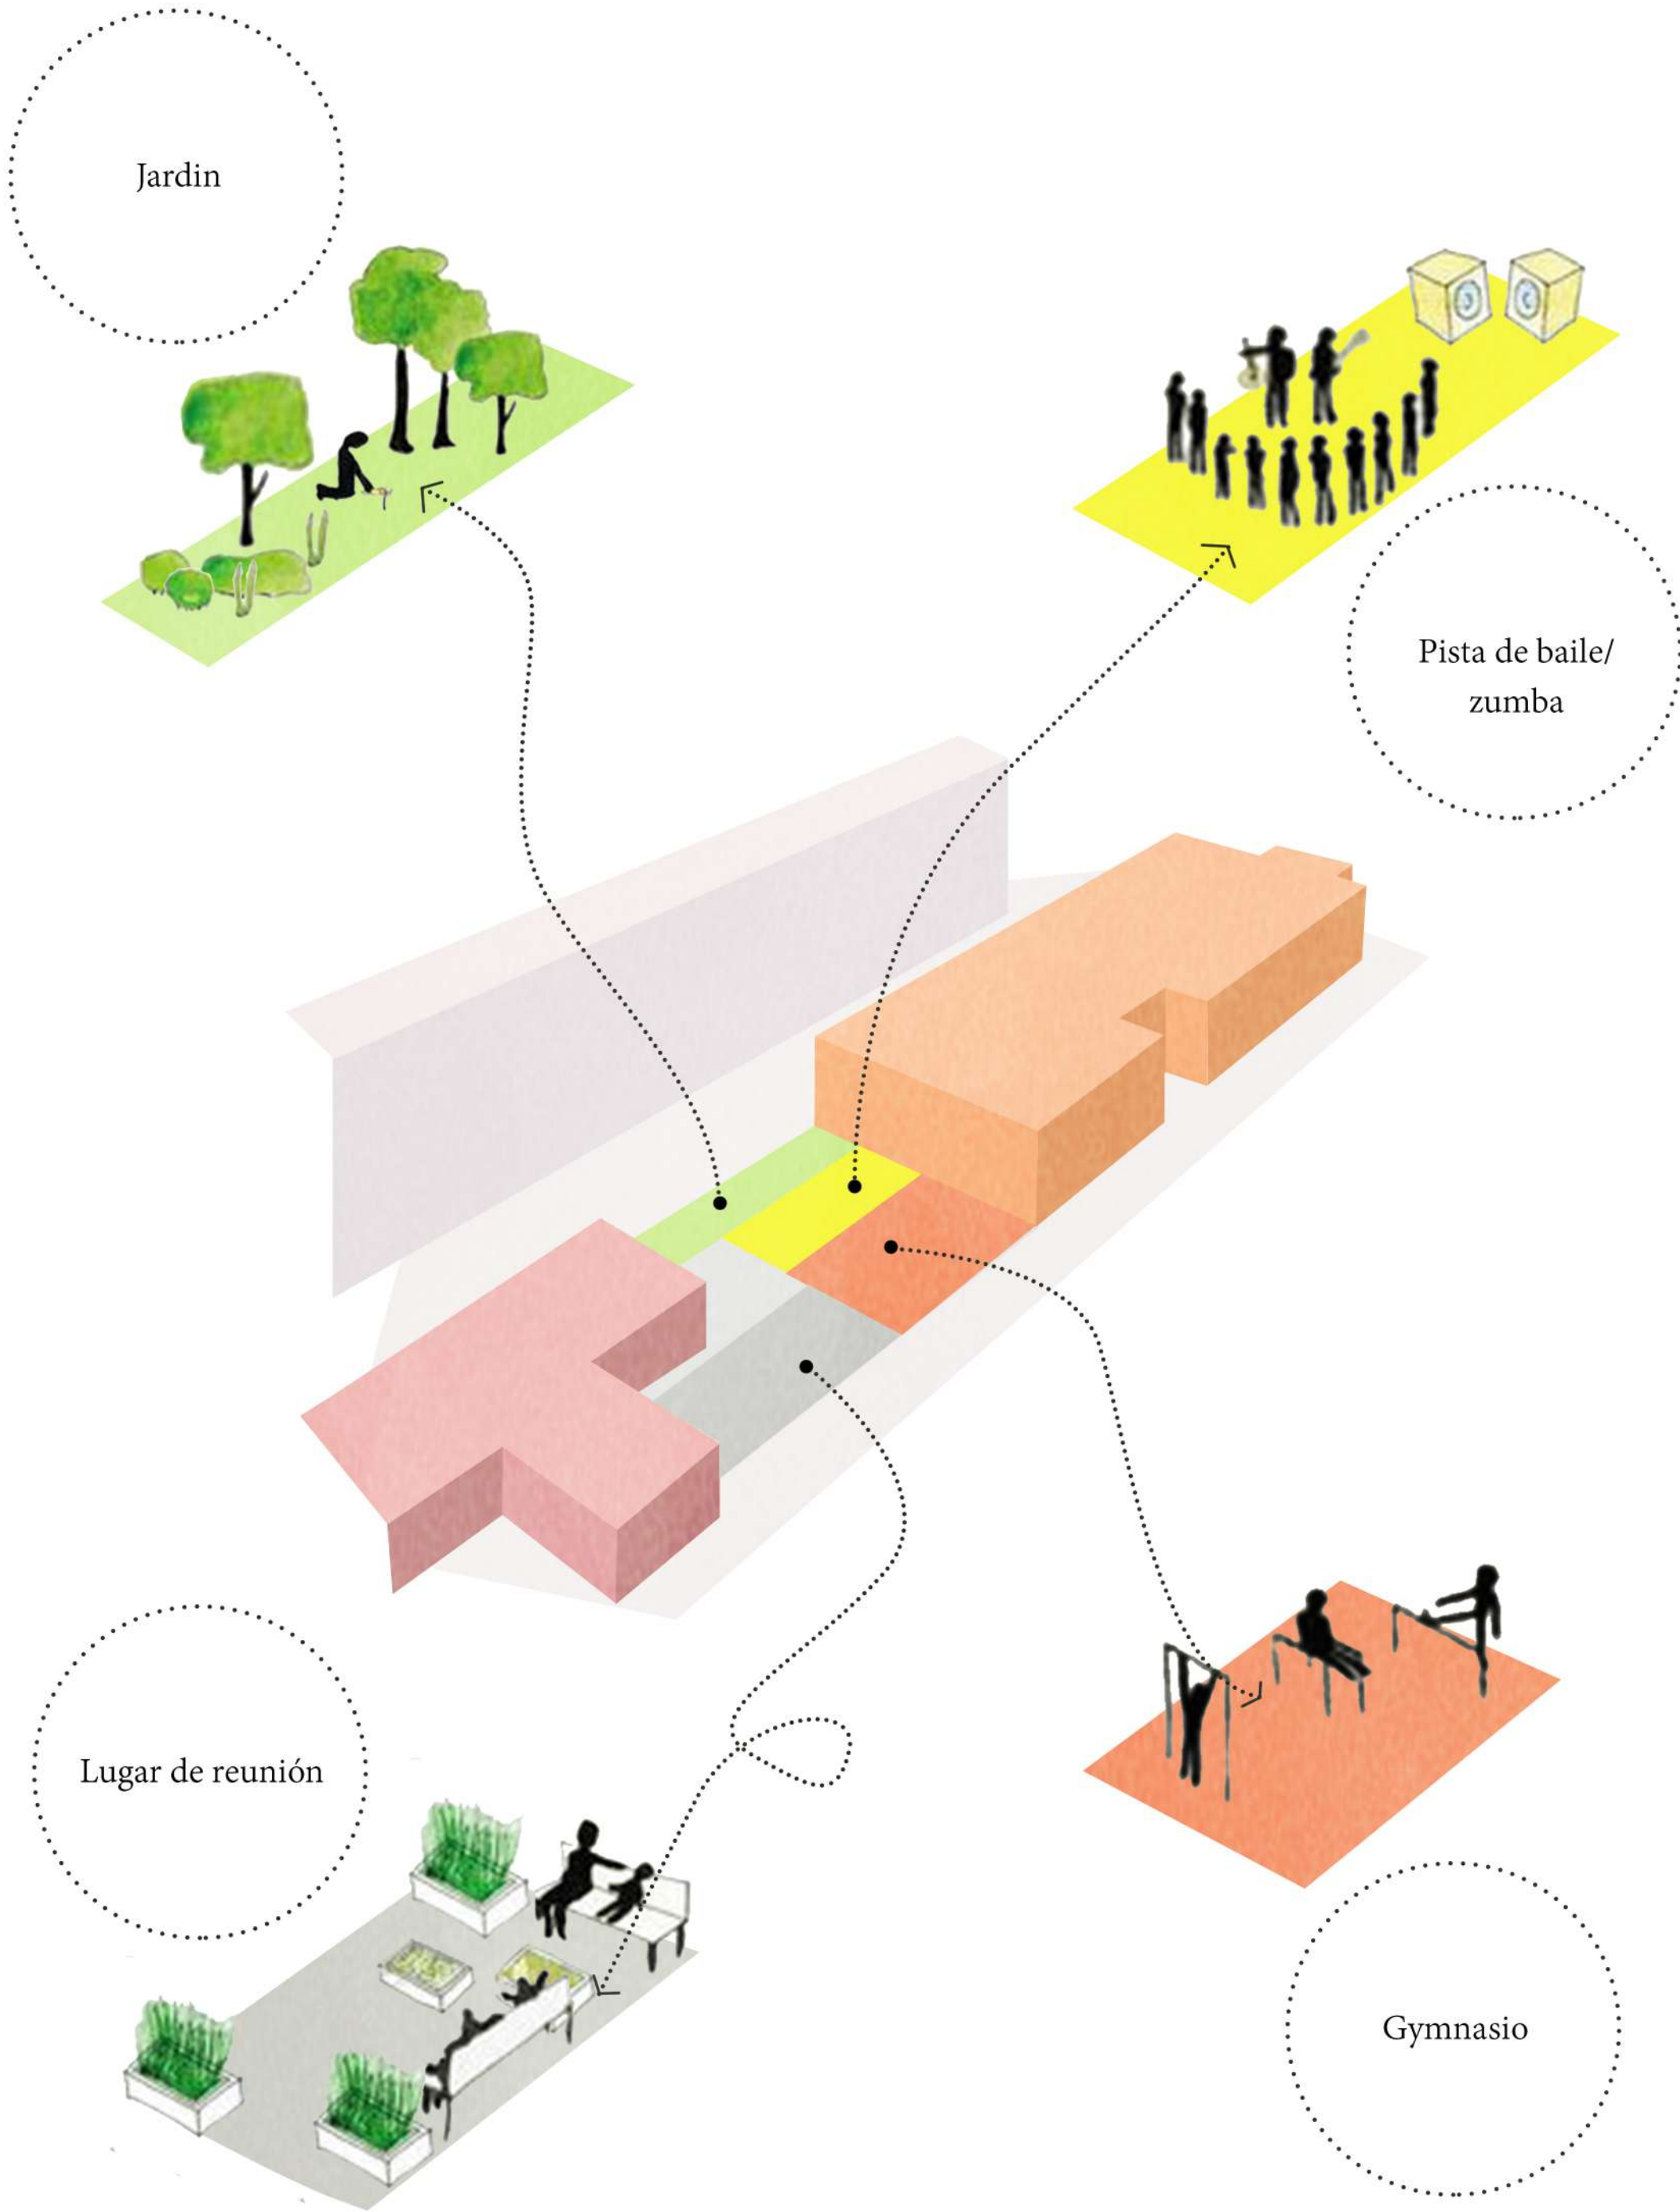 Jardin
Pista de baile/
zumba
Lugar de reunión
Gymnasio